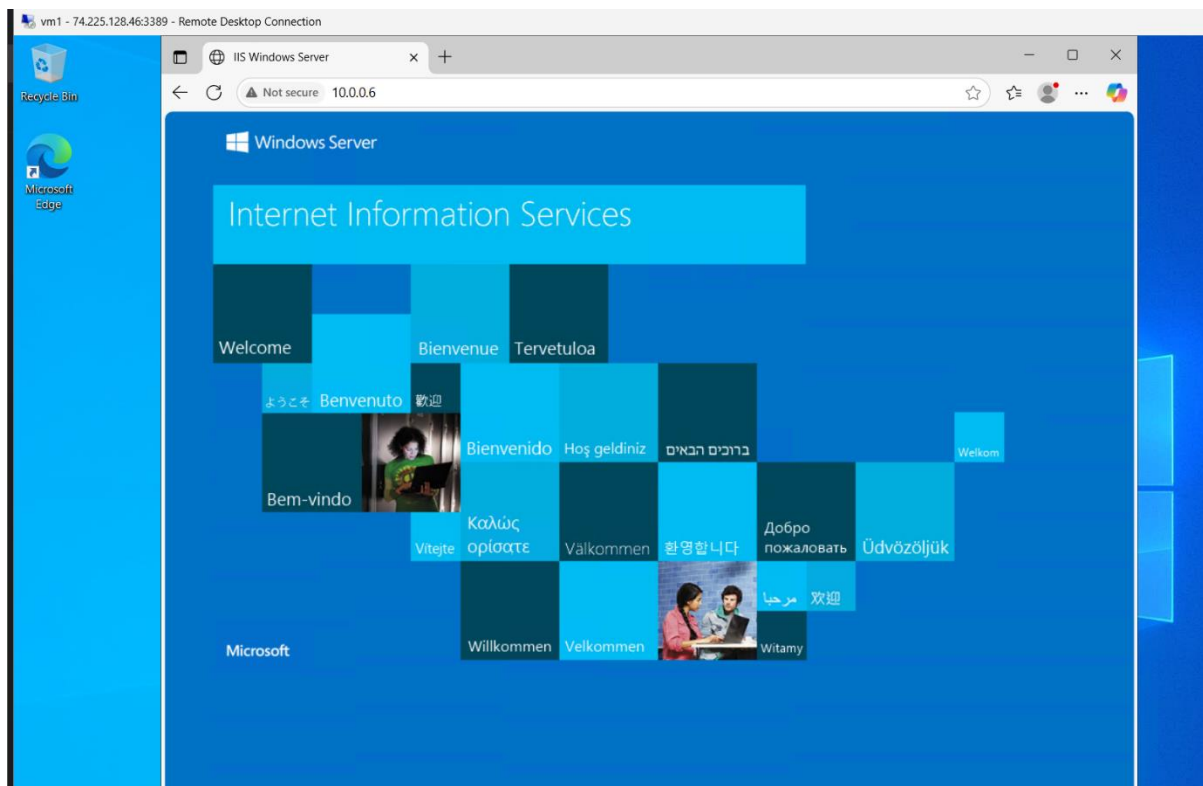 vm1 - 74.225.128.46:3389 - Remote Desktop Connection
IIS Windows Server
Not secure 10.0.0.6
Recycle Bin
Microsoft
Edge
Windows Server
Internet Information Services
Welcome
Bienvenue
Tervetuloa
ようこそ
Benvenuto
歡迎
Bienvenido
Hoş geldiniz
ברוכים הבאים
Welkom
Bem-vindo
Vítejte
Καλώς
ορίσατε
Välkommen
환영합니다
Добро
пожаловать
Üdvözöljük
مرحبا
欢迎
Microsoft
Willkommen
Velkommen
Witamy